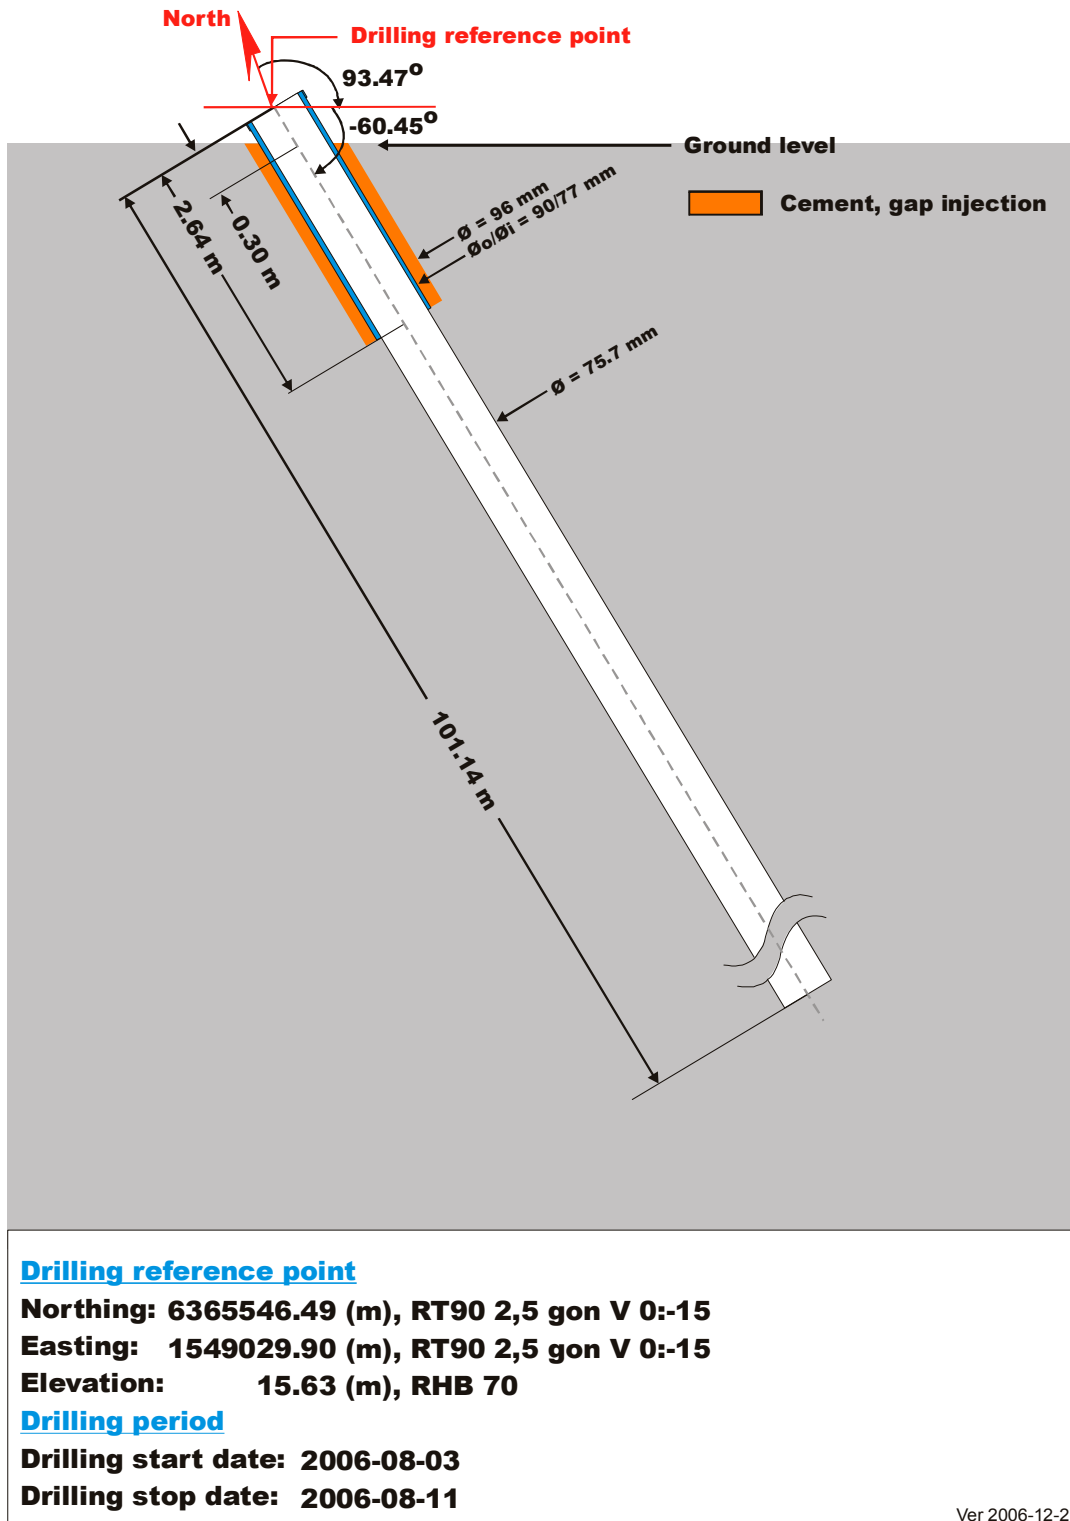 North
Drilling reference point
93.47º
-60.45º
Ground level
Cement, gap injection
Ø = 96 mm
Øo/Øi = 90/77 mm
2.64 m
0.30 m
Ø = 75.7 mm
101.14 m
Drilling reference point
Northing: 6365546.49 (m), RT90 2,5 gon V 0:-15
Easting: 1549029.90 (m), RT90 2,5 gon V 0:-15
Elevation: 15.63 (m), RHB 70
Drilling period
Drilling start date: 2006-08-03
Drilling stop date: 2006-08-11
Ver 2006-12-2